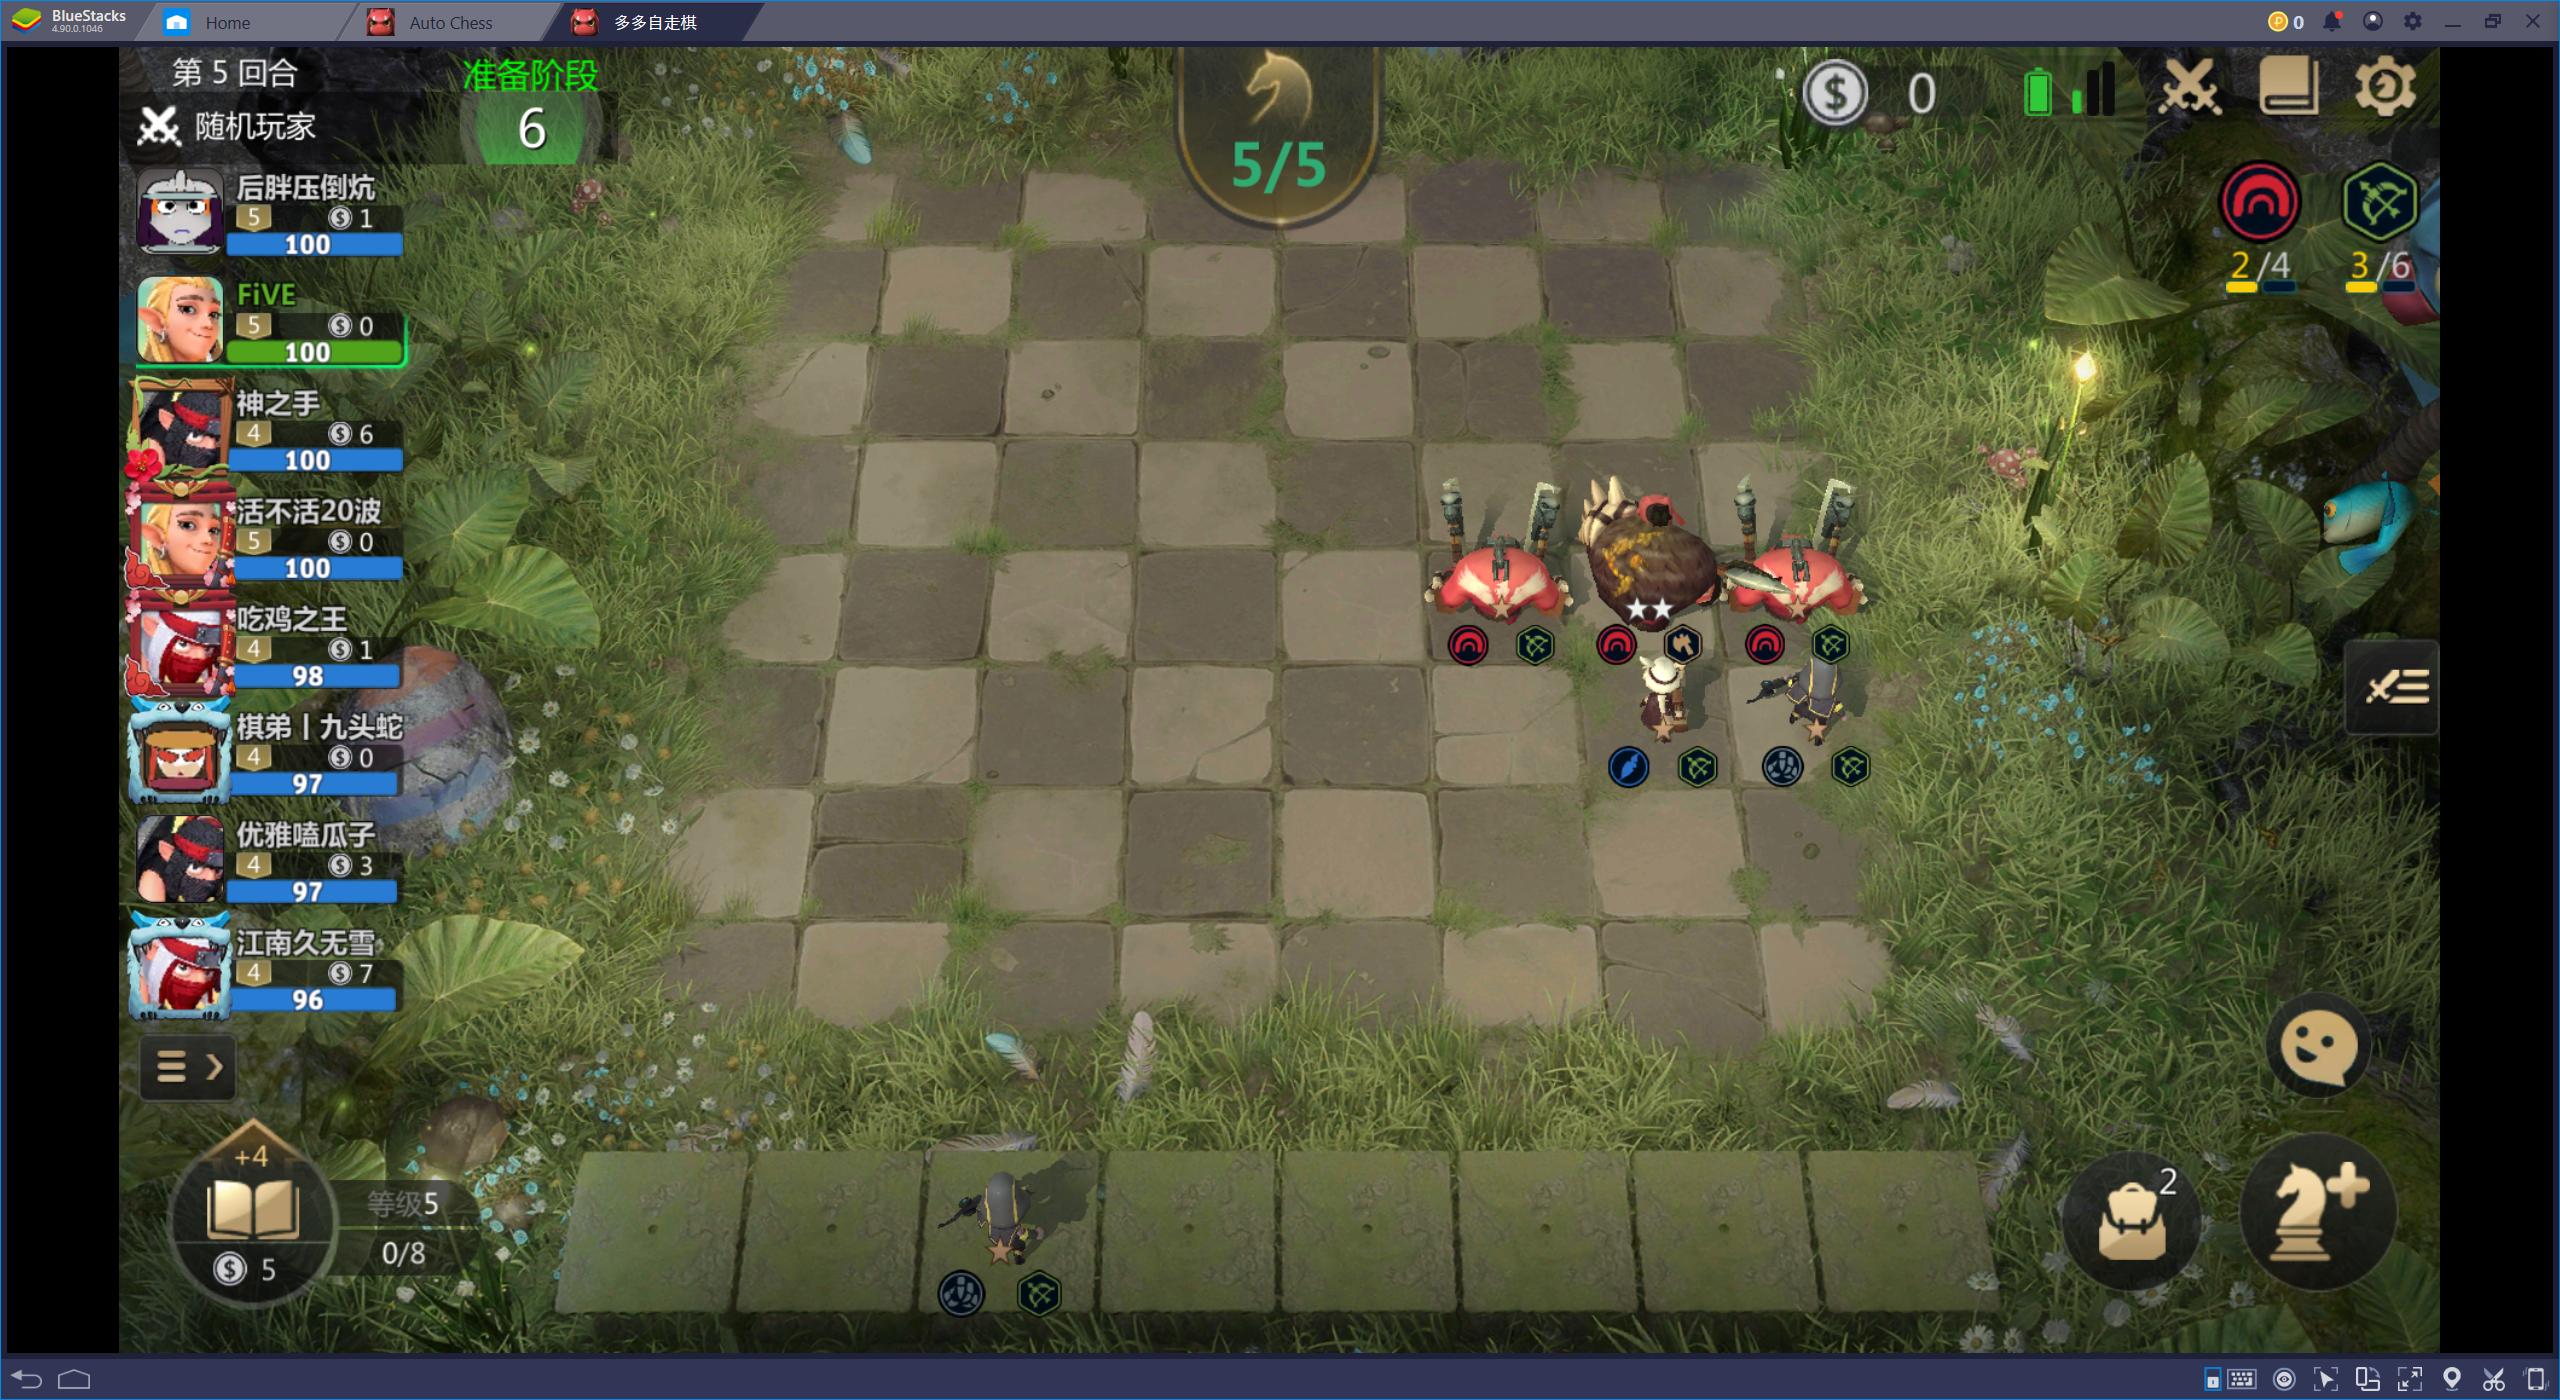 BlueStacks
4.90.0.1046
Home
Auto Chess
多多自走棋
0
第 5 回合
准备阶段
随机玩家
6
5/5
0
后胖压倒炕
5 1
100
FiVE
5 0
100
神之手
4 6
100
活不活20波
5 0
100
吃鸡之王
4 1
98
棋弟丨九头蛇
4 0
97
优雅嗑瓜子
4 3
97
江南久无雪
4 7
96
2/4
3/6
+4
等级5
0/8
5
2